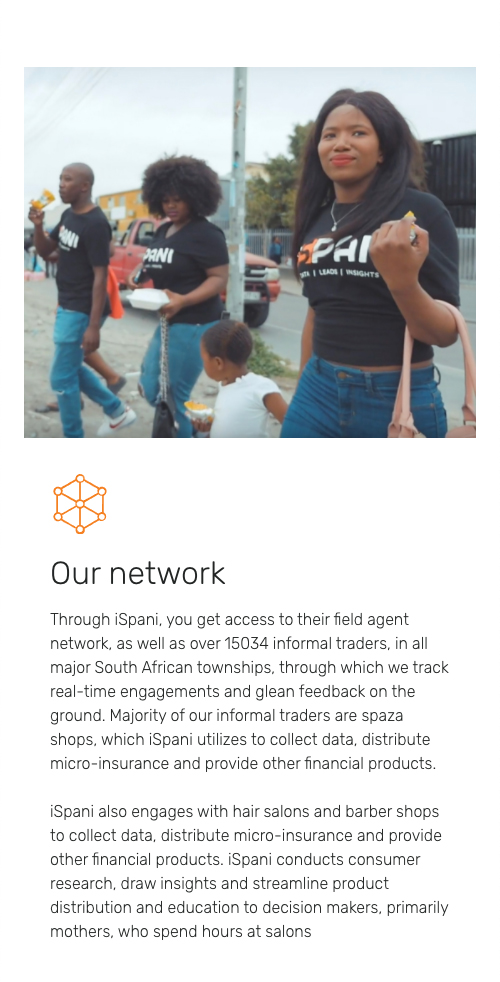 PANI
PANI
SPANI
DATA | LEADS | INSIGHTS
Our network
Through iSpani, you get access to their field agent
network, as well as over 15034 informal traders, in all
major South African townships, through which we track
real-time engagements and glean feedback on the
ground. Majority of our informal traders are spaza
shops, which iSpani utilizes to collect data, distribute
micro-insurance and provide other financial products.
iSpani also engages with hair salons and barber shops
to collect data, distribute micro-insurance and provide
other financial products. iSpani conducts consumer
research, draw insights and streamline product
distribution and education to decision makers, primarily
mothers, who spend hours at salons